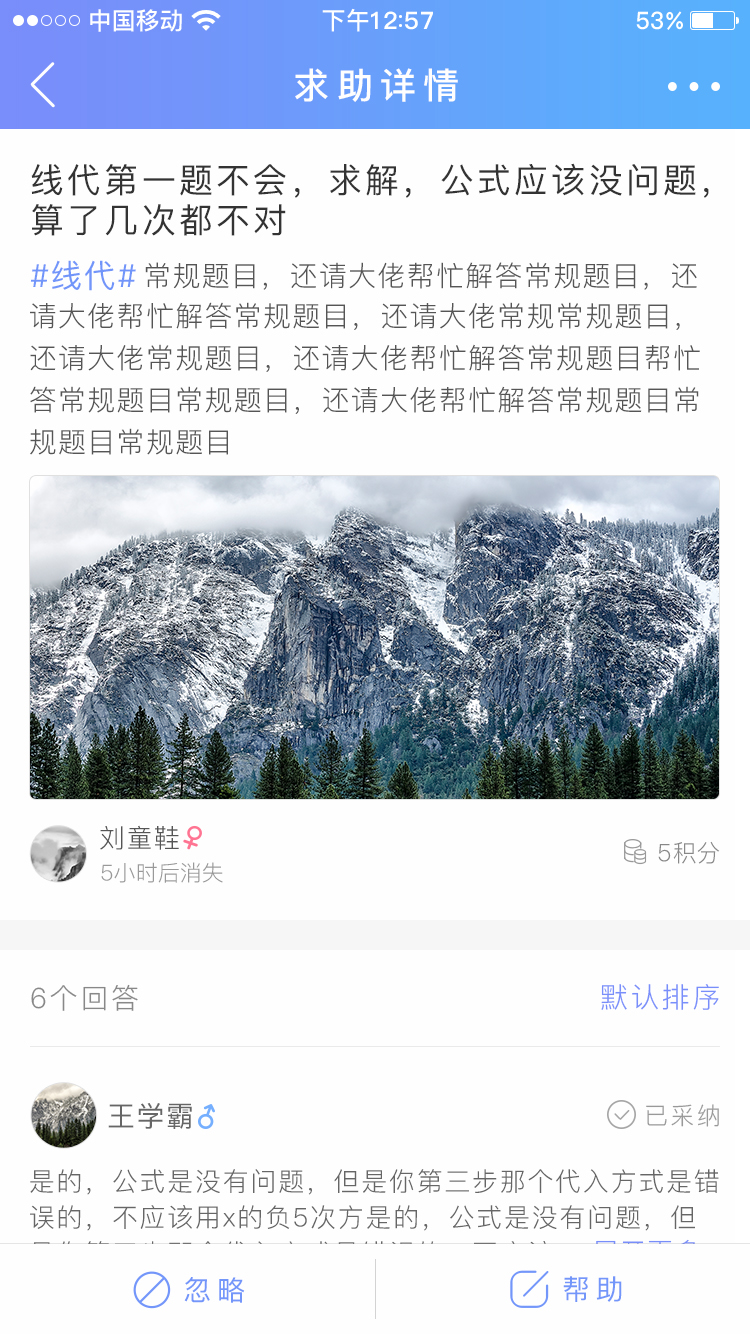 中国移动 下午12:57 53%
求助详情
线代第一题不会，求解，公式应该没问题，
算了几次都不对
#线代# 常规题目，还请大佬帮忙解答常规题目，还
请大佬帮忙解答常规题目，还请大佬常规常规题目，
还请大佬常规题目，还请大佬帮忙解答常规题目帮忙
答常规题目常规题目，还请大佬帮忙解答常规题目常
规题目常规题目
刘童鞋
5小时后消失
5积分
6个回答 默认排序
王学霸 已采纳
是的，公式是没有问题，但是你第三步那个代入方式是错
误的，不应该用x的负5次方是的，公式是没有问题，但
忽略 帮助